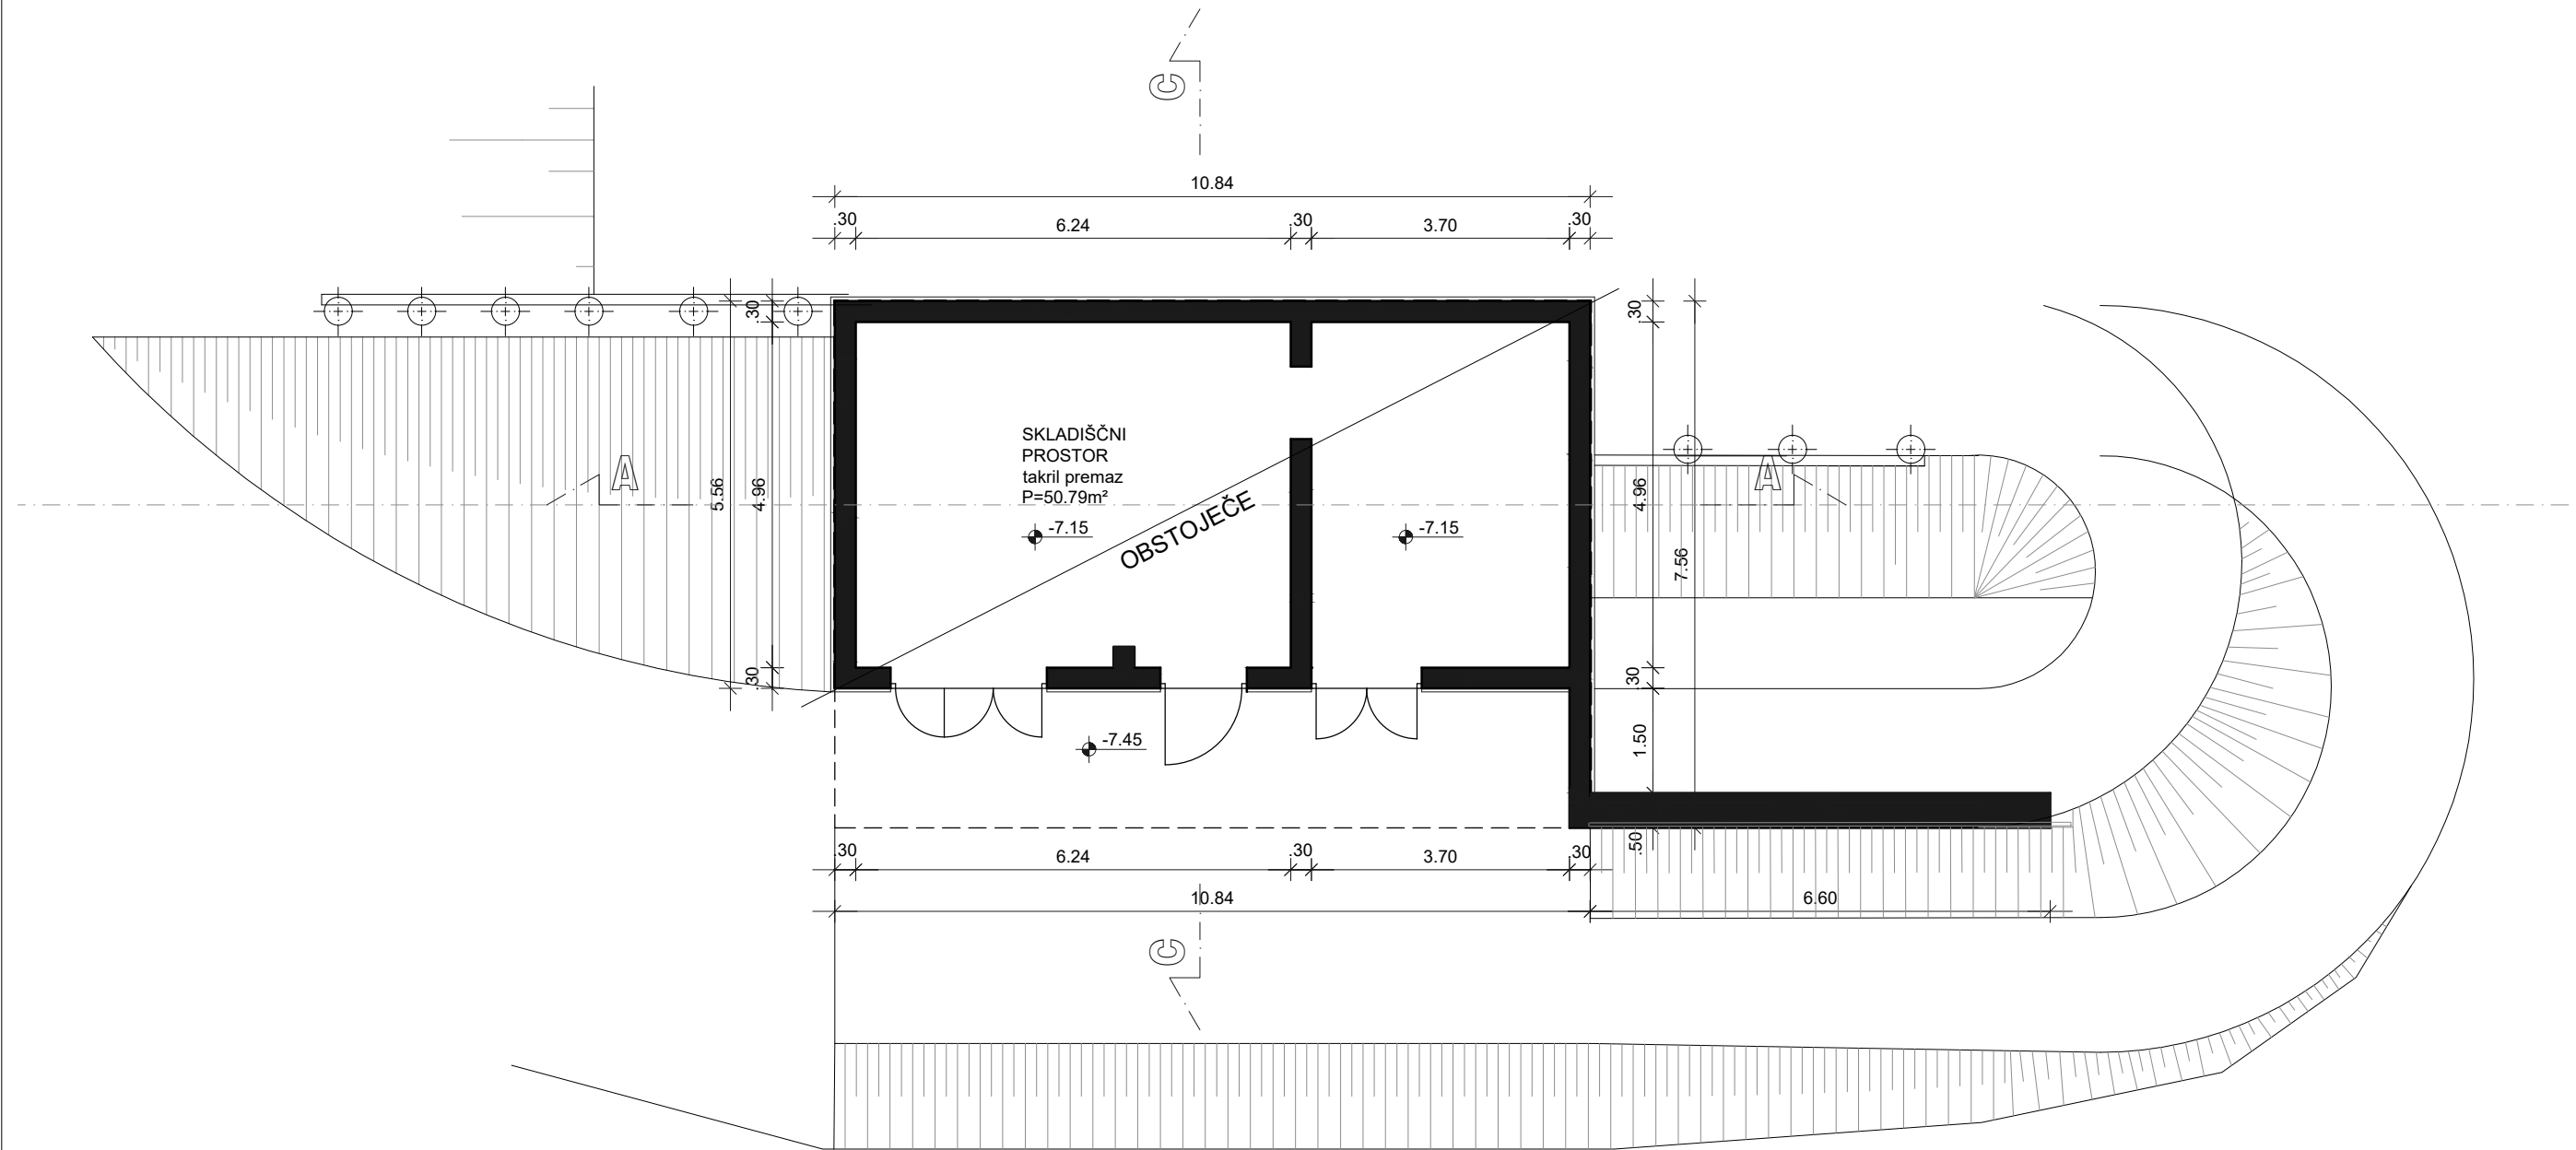 C
10.84
.30
6.24
.30
3.70
.30
.30
.30
5.56
4.96
A
SKLADIŠČNI
PROSTOR
takril premaz
P=50.79m²
-7.15
OBSTOJEČE
-7.15
A
4.96
7.56
.30
.30
-7.45
1.50
.50
.30
6.24
.30
3.70
.30
10.84
6.60
C